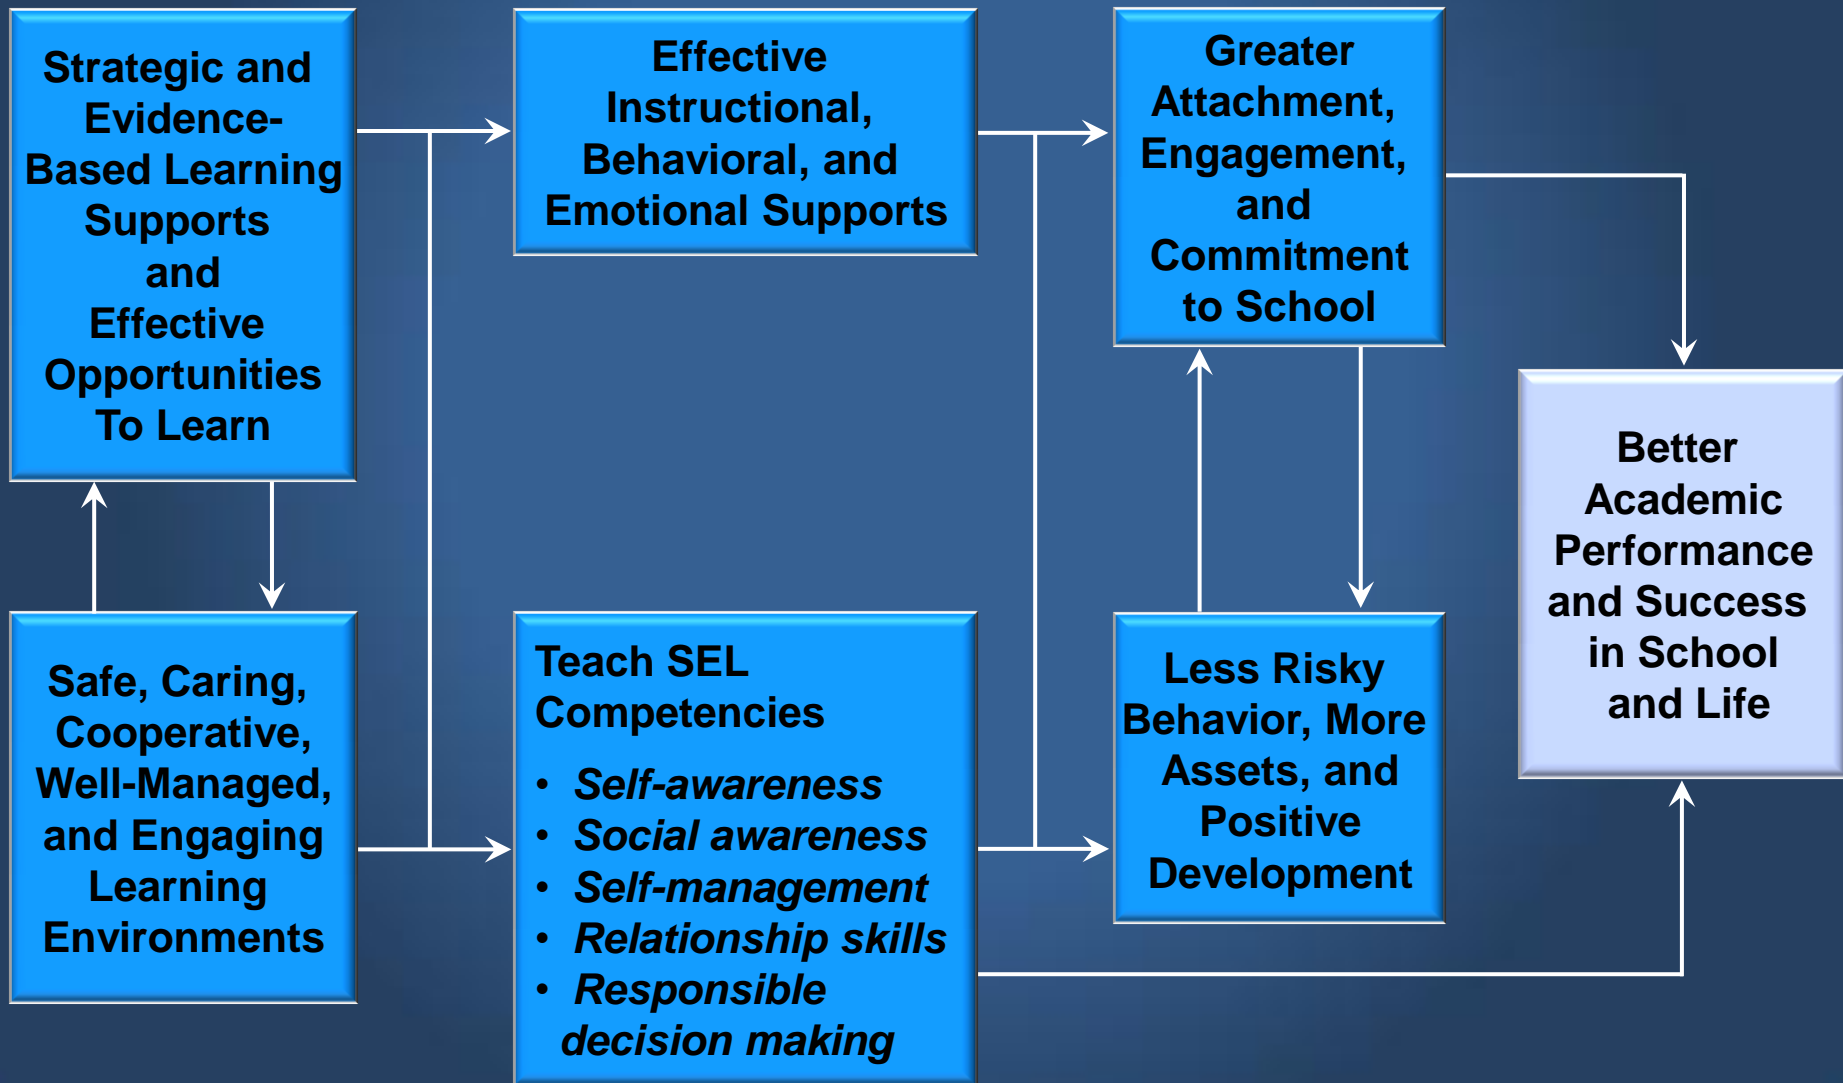 Strategic and
Evidence-
Based Learning
Supports
and
Effective
Opportunities
To Learn
Effective
Instructional,
Behavioral, and
Emotional Supports
Greater
Attachment,
Engagement,
and
Commitment
to School
Better
Academic
Performance
and Success
in School
and Life
Safe, Caring,
Cooperative,
Well-Managed,
and Engaging
Learning
Environments
Teach SEL
Competencies
• Self-awareness
• Social awareness
• Self-management
• Relationship skills
• Responsible
decision making
Less Risky
Behavior, More
Assets, and
Positive
Development